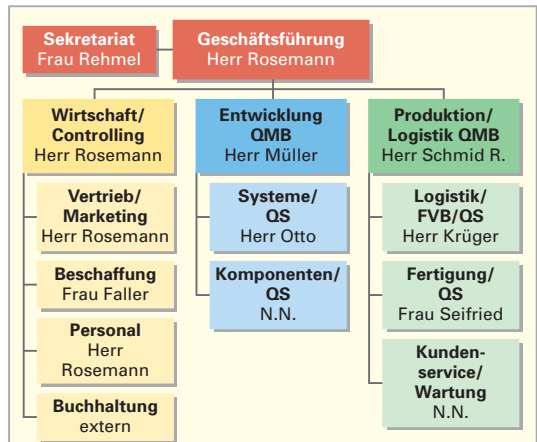 Sekretariat
Frau Rehmel
Geschäftsführung
Herr Rosemann
Wirtschaft/
Controlling
Herr Rosemann
Vertrieb/
Marketing
Herr Rosemann
Beschaffung
Frau Faller
Personal
Herr
Rosemann
Buchhaltung
extern
Entwicklung
QMB
Herr Müller
Systeme/
QS
Herr Otto
Komponenten/
QS
N.N.
Produktion/
Logistik QMB
Herr Schmid R.
Logistik/
FVB/QS
Herr Krüger
Fertigung/
QS
Frau Seifried
Kunden-
service/
Wartung
N.N.